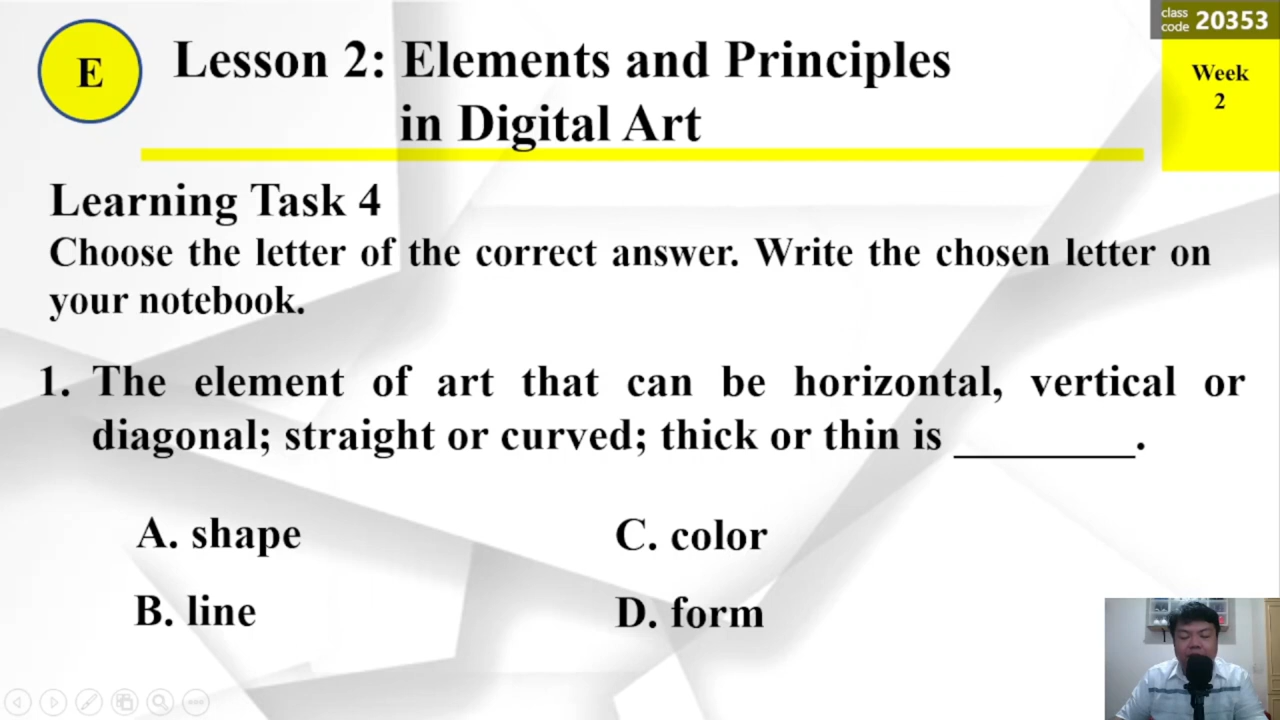 class
code 20353
E
Lesson 2: Elements and Principles
in Digital Art
Week
2
Learning Task 4
Choose the letter of the correct answer. Write the chosen letter on
your notebook.
1. The element of art that can be horizontal, vertical or
diagonal; straight or curved; thick or thin is _________.
A. shape
C. color
B. line
D. form